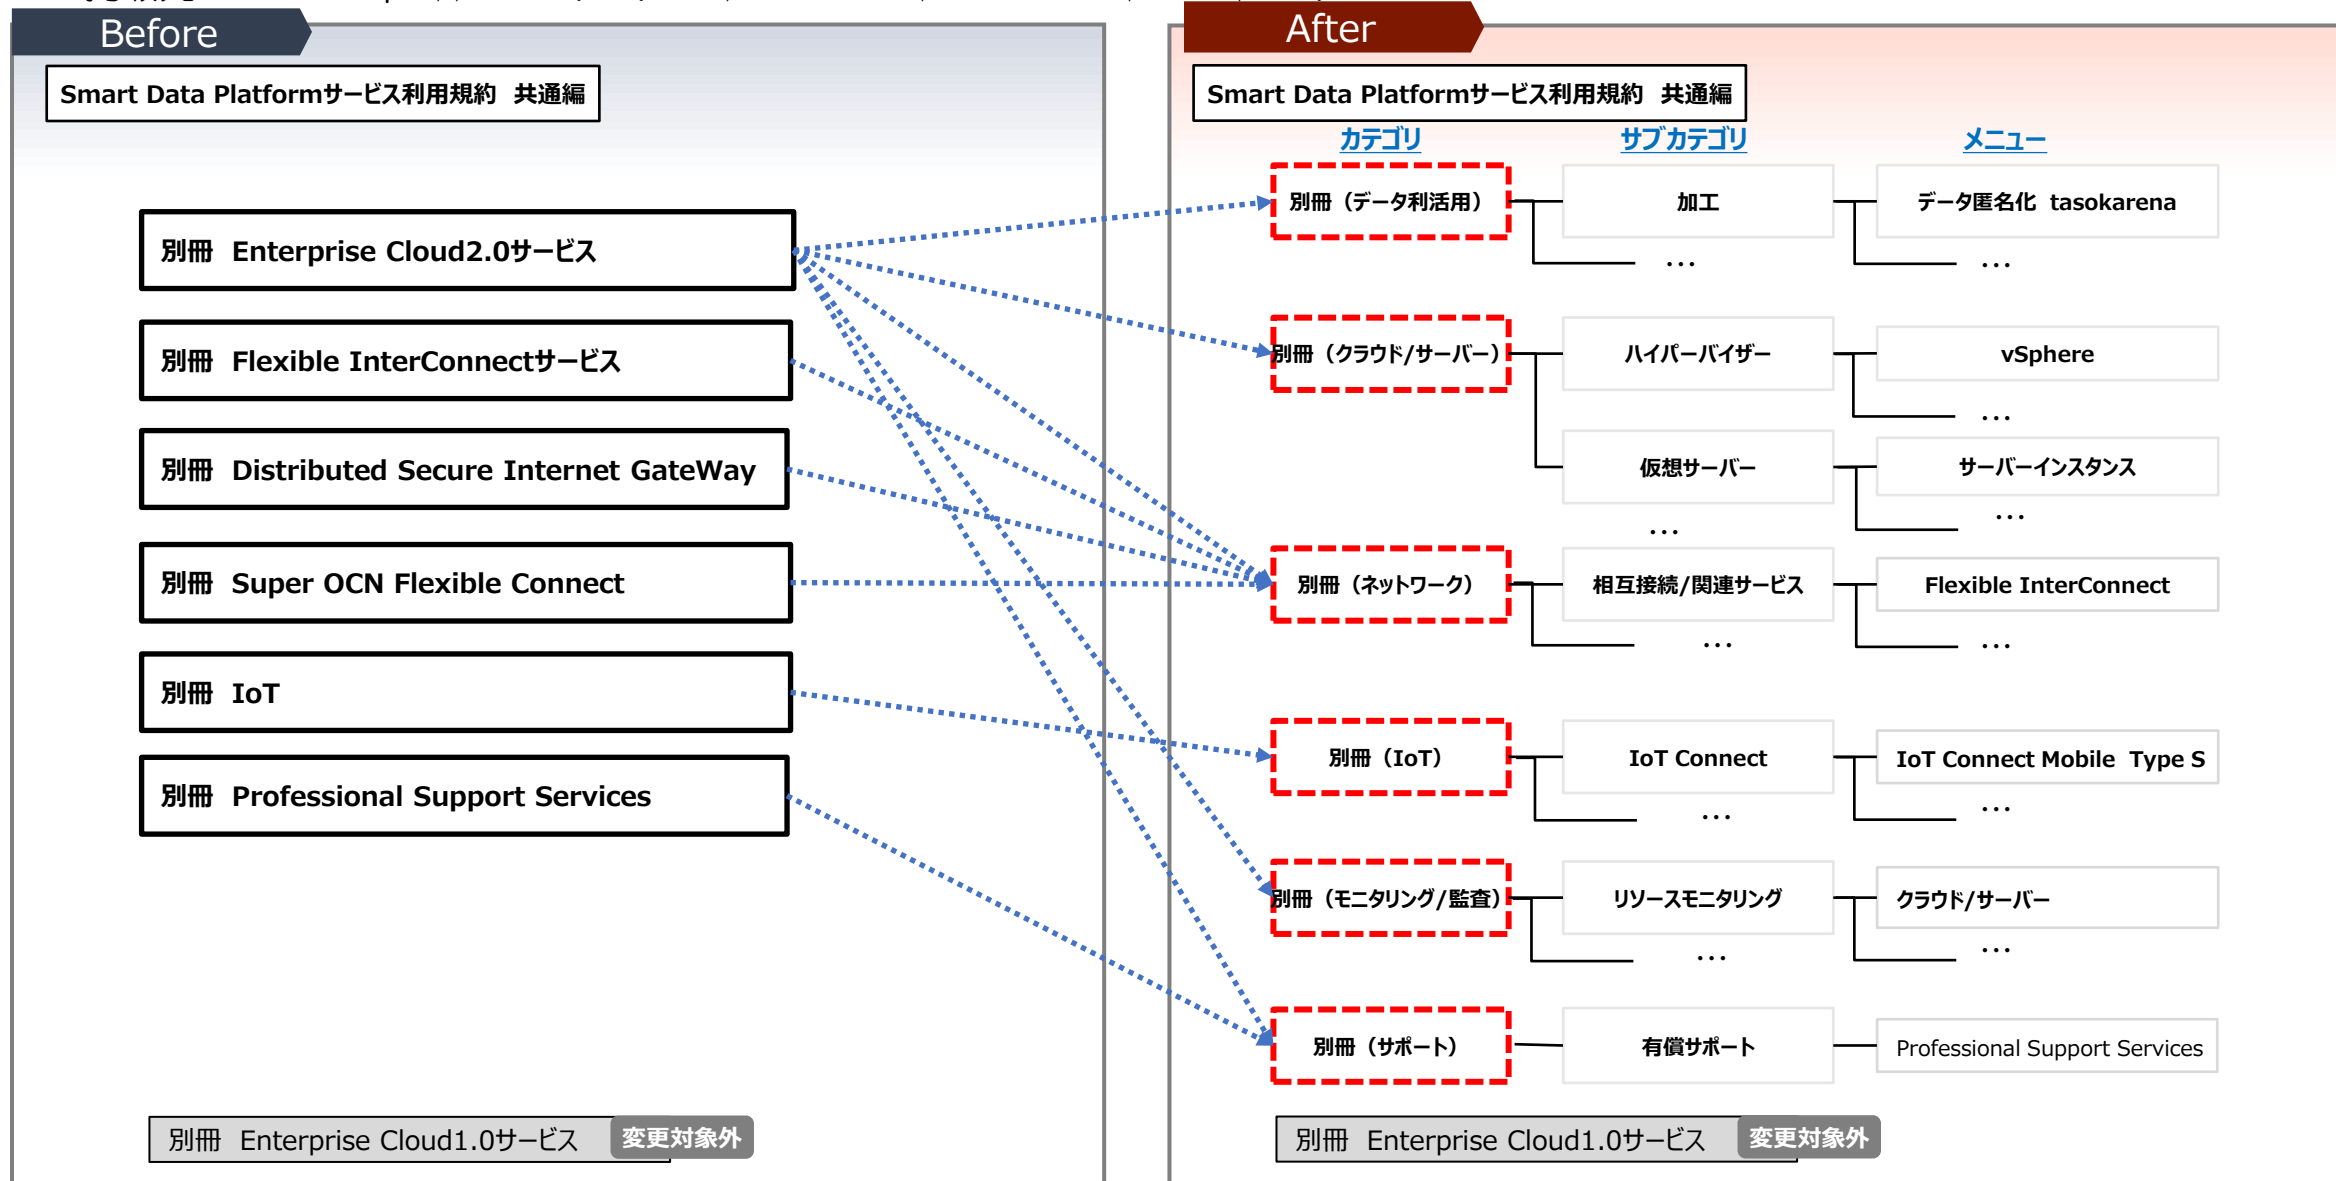 Before
Smart Data Platformサービス利用規約 共通編
別冊 Enterprise Cloud2.0サービス
別冊 Flexible InterConnectサービス
別冊 Distributed Secure Internet GateWay
別冊 Super OCN Flexible Connect
別冊 IoT
別冊 Professional Support Services
別冊 Enterprise Cloud1.0サービス 変更対象外
After
Smart Data Platformサービス利用規約 共通編
カテゴリ サブカテゴリ メニュー
別冊（データ利活用） 加工 データ匿名化 tasokarena
... ...
別冊（クラウド/サーバー） ハイパーバイザー vSphere
...
仮想サーバー サーバーインスタンス
... ...
別冊（ネットワーク） 相互接続/関連サービス Flexible InterConnect
... ...
別冊（IoT） IoT Connect IoT Connect Mobile Type S
... ...
別冊（モニタリング/監査） リソースモニタリング クラウド/サーバー
... ...
別冊（サポート） 有償サポート Professional Support Services
別冊 Enterprise Cloud1.0サービス 変更対象外